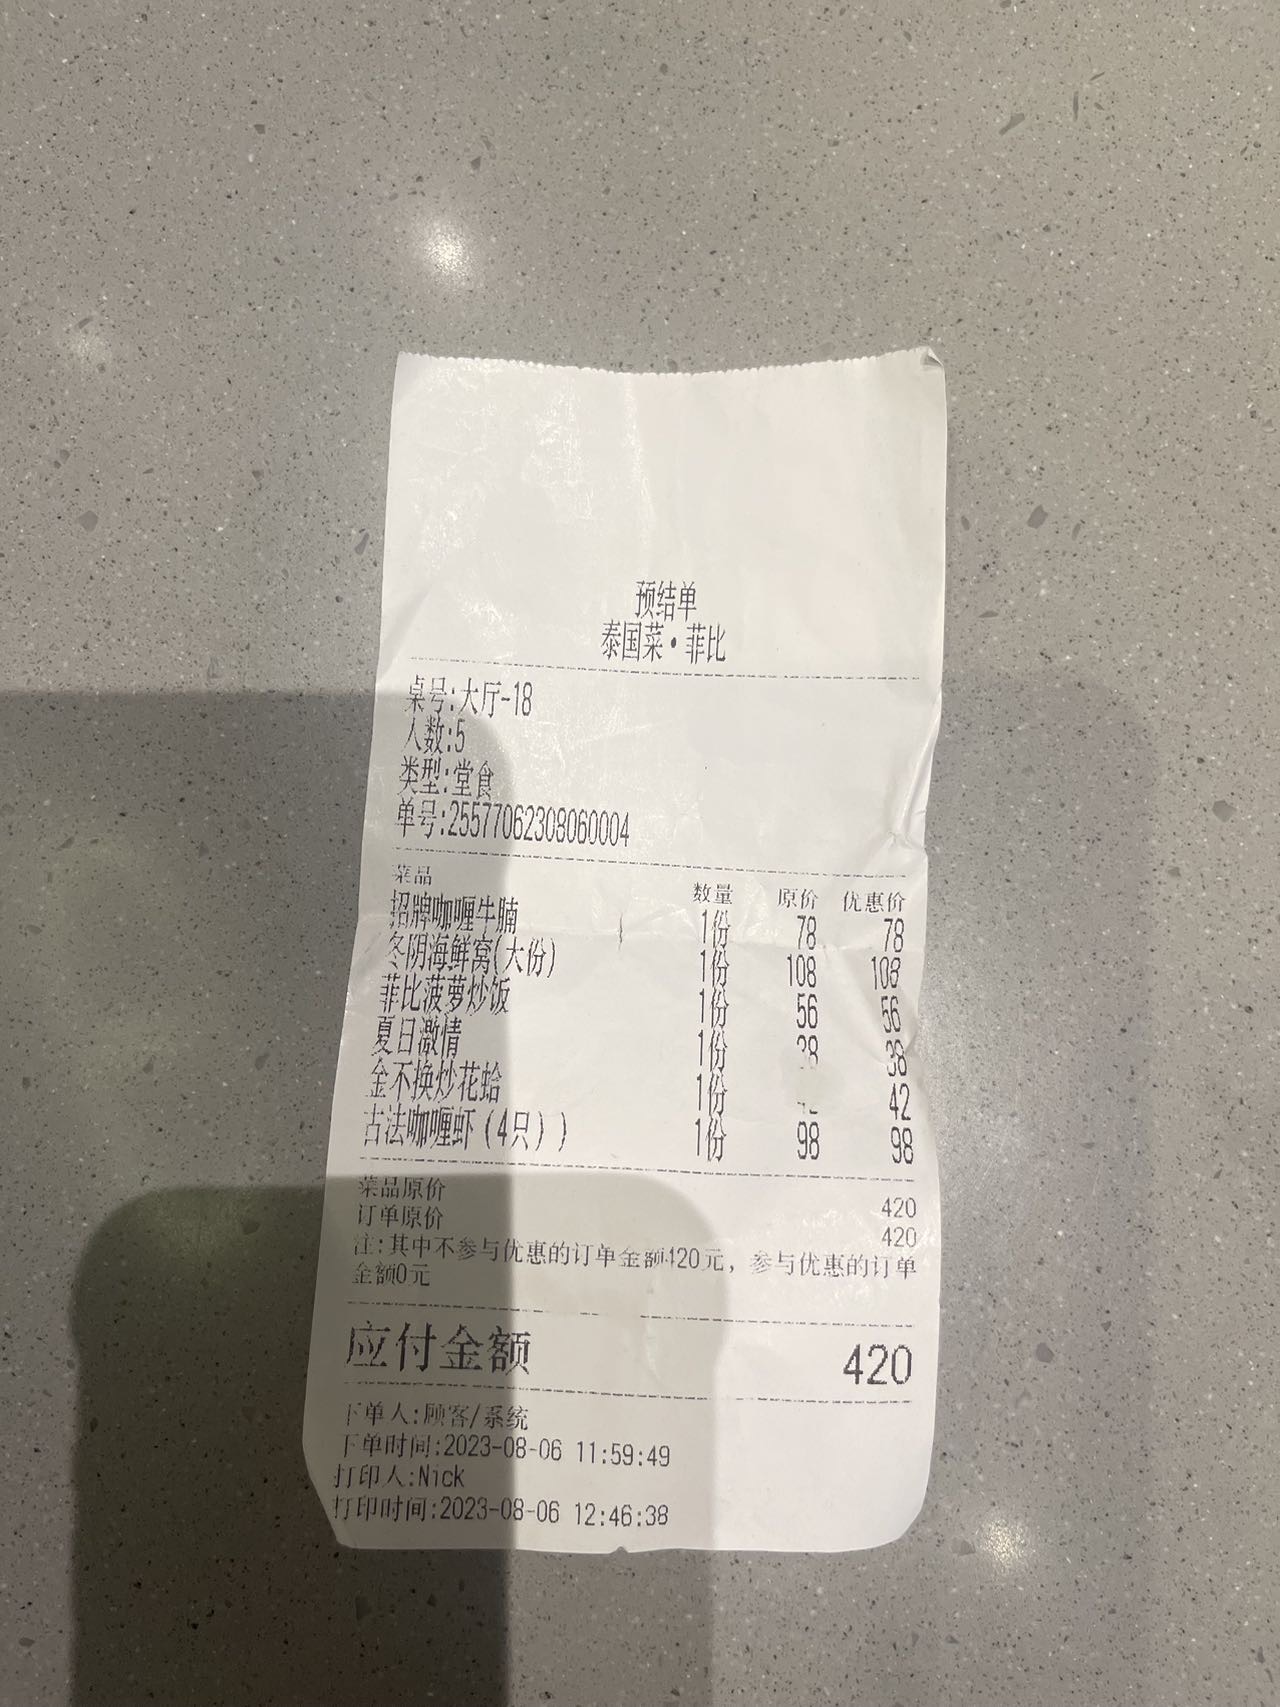 预结单
泰国菜·菲比
桌号:大厅-18
人数:5
类型:堂食
单号:25577062308060004
菜品 数量 原价 优惠价
招牌咖喱牛腩 1份 78 78
冬阴海鲜窝(大份) 1份 108 108
菲比菠萝炒饭 1份 56 56
夏日激情 1份 38 38
金不换炒花蛤 1份 42
古法咖喱虾(4只)) 1份 98 98
菜品原价 420
订单原价 420
注:其中不参与优惠的订单金额420元,参与优惠的订单
金额0元
应付金额 420
下单人:顾客/系统
下单时间:2023-08-06 11:59:49
打印人:Nick
打印时间:2023-08-06 12:46:38